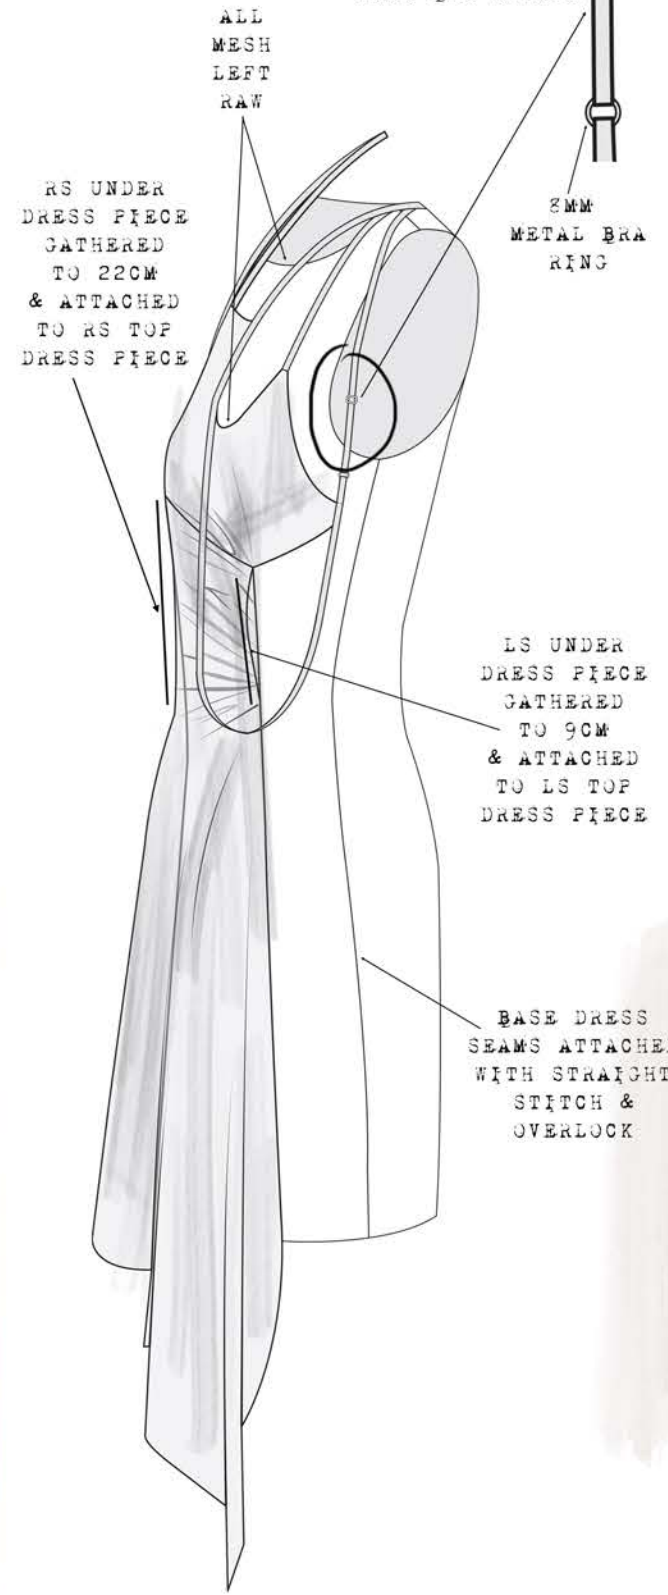 ALL
MESH
LEFT
RAW
RS UNDER
DRESS PIECE
GATHERED
TO 22CM
& ATTACHED
TO RS TOP
DRESS PIECE
8MM
METAL BRA
RING
LS UNDER
DRESS PIECE
GATHERED
TO 9CM
& ATTACHED
TO LS TOP
DRESS PIECE
BASE DRESS
SEAMS ATTACHED
WITH STRAIGHT
STITCH &
OVERLOCK